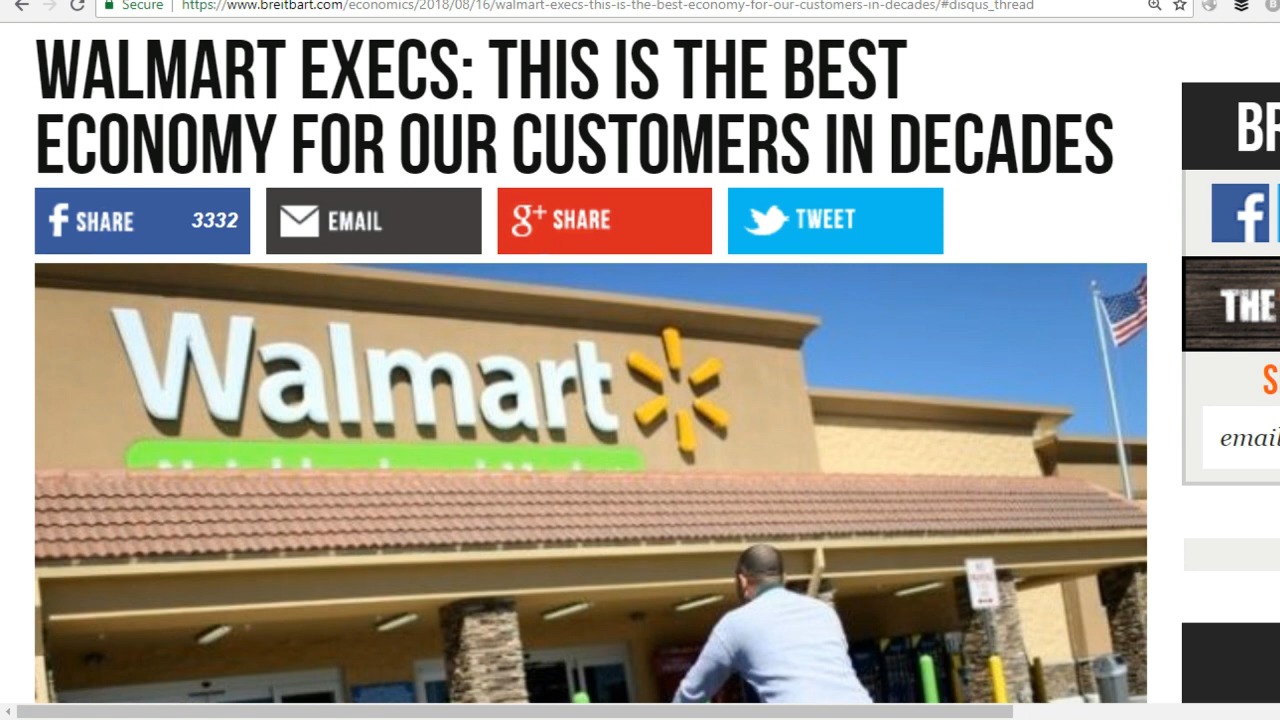 Secure https://www.breitbart.com/economics/2018/08/16/walmart-execs-this-is-the-best-economy-for-our-customers-in-decades/#disqus_thread
WALMART EXECS: THIS IS THE BEST
ECONOMY FOR OUR CUSTOMERS IN DECADES
f SHARE 3332
EMAIL
g+ SHARE
TWEET
Walmart
NO PARKING
f
THE
email